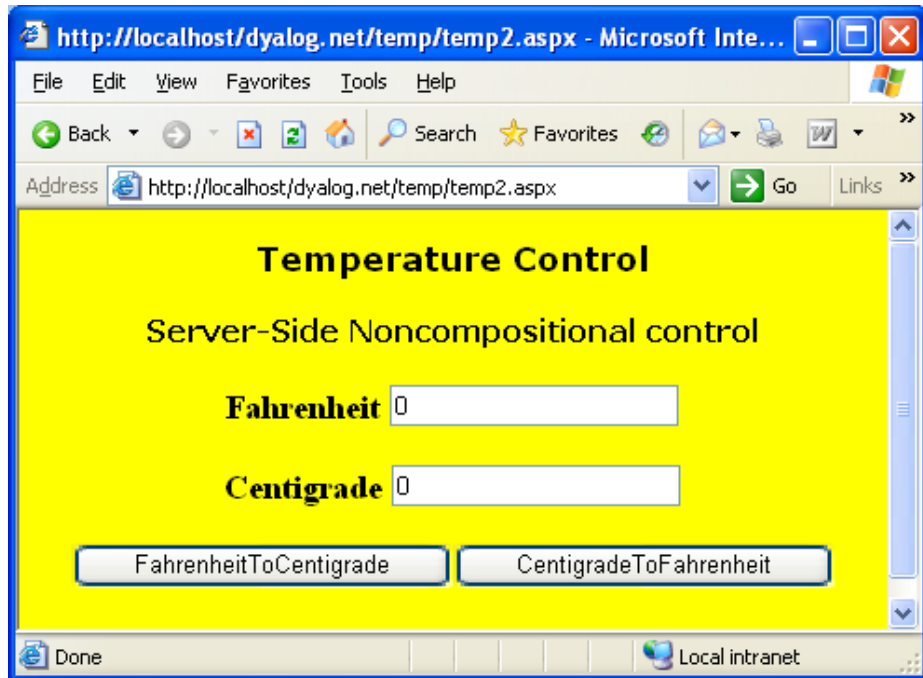 http://localhost/dyalog.net/temp/temp2.aspx - Microsoft Inte...
File Edit View Favorites Tools Help
Back Search Favorites W »
Address http://localhost/dyalog.net/temp/temp2.aspx Go Links »
Temperature Control
Server-Side Noncompositional control
Fahrenheit 0
Centigrade 0
FahrenheitToCentigrade CentigradeToFahrenheit
Done Local intranet